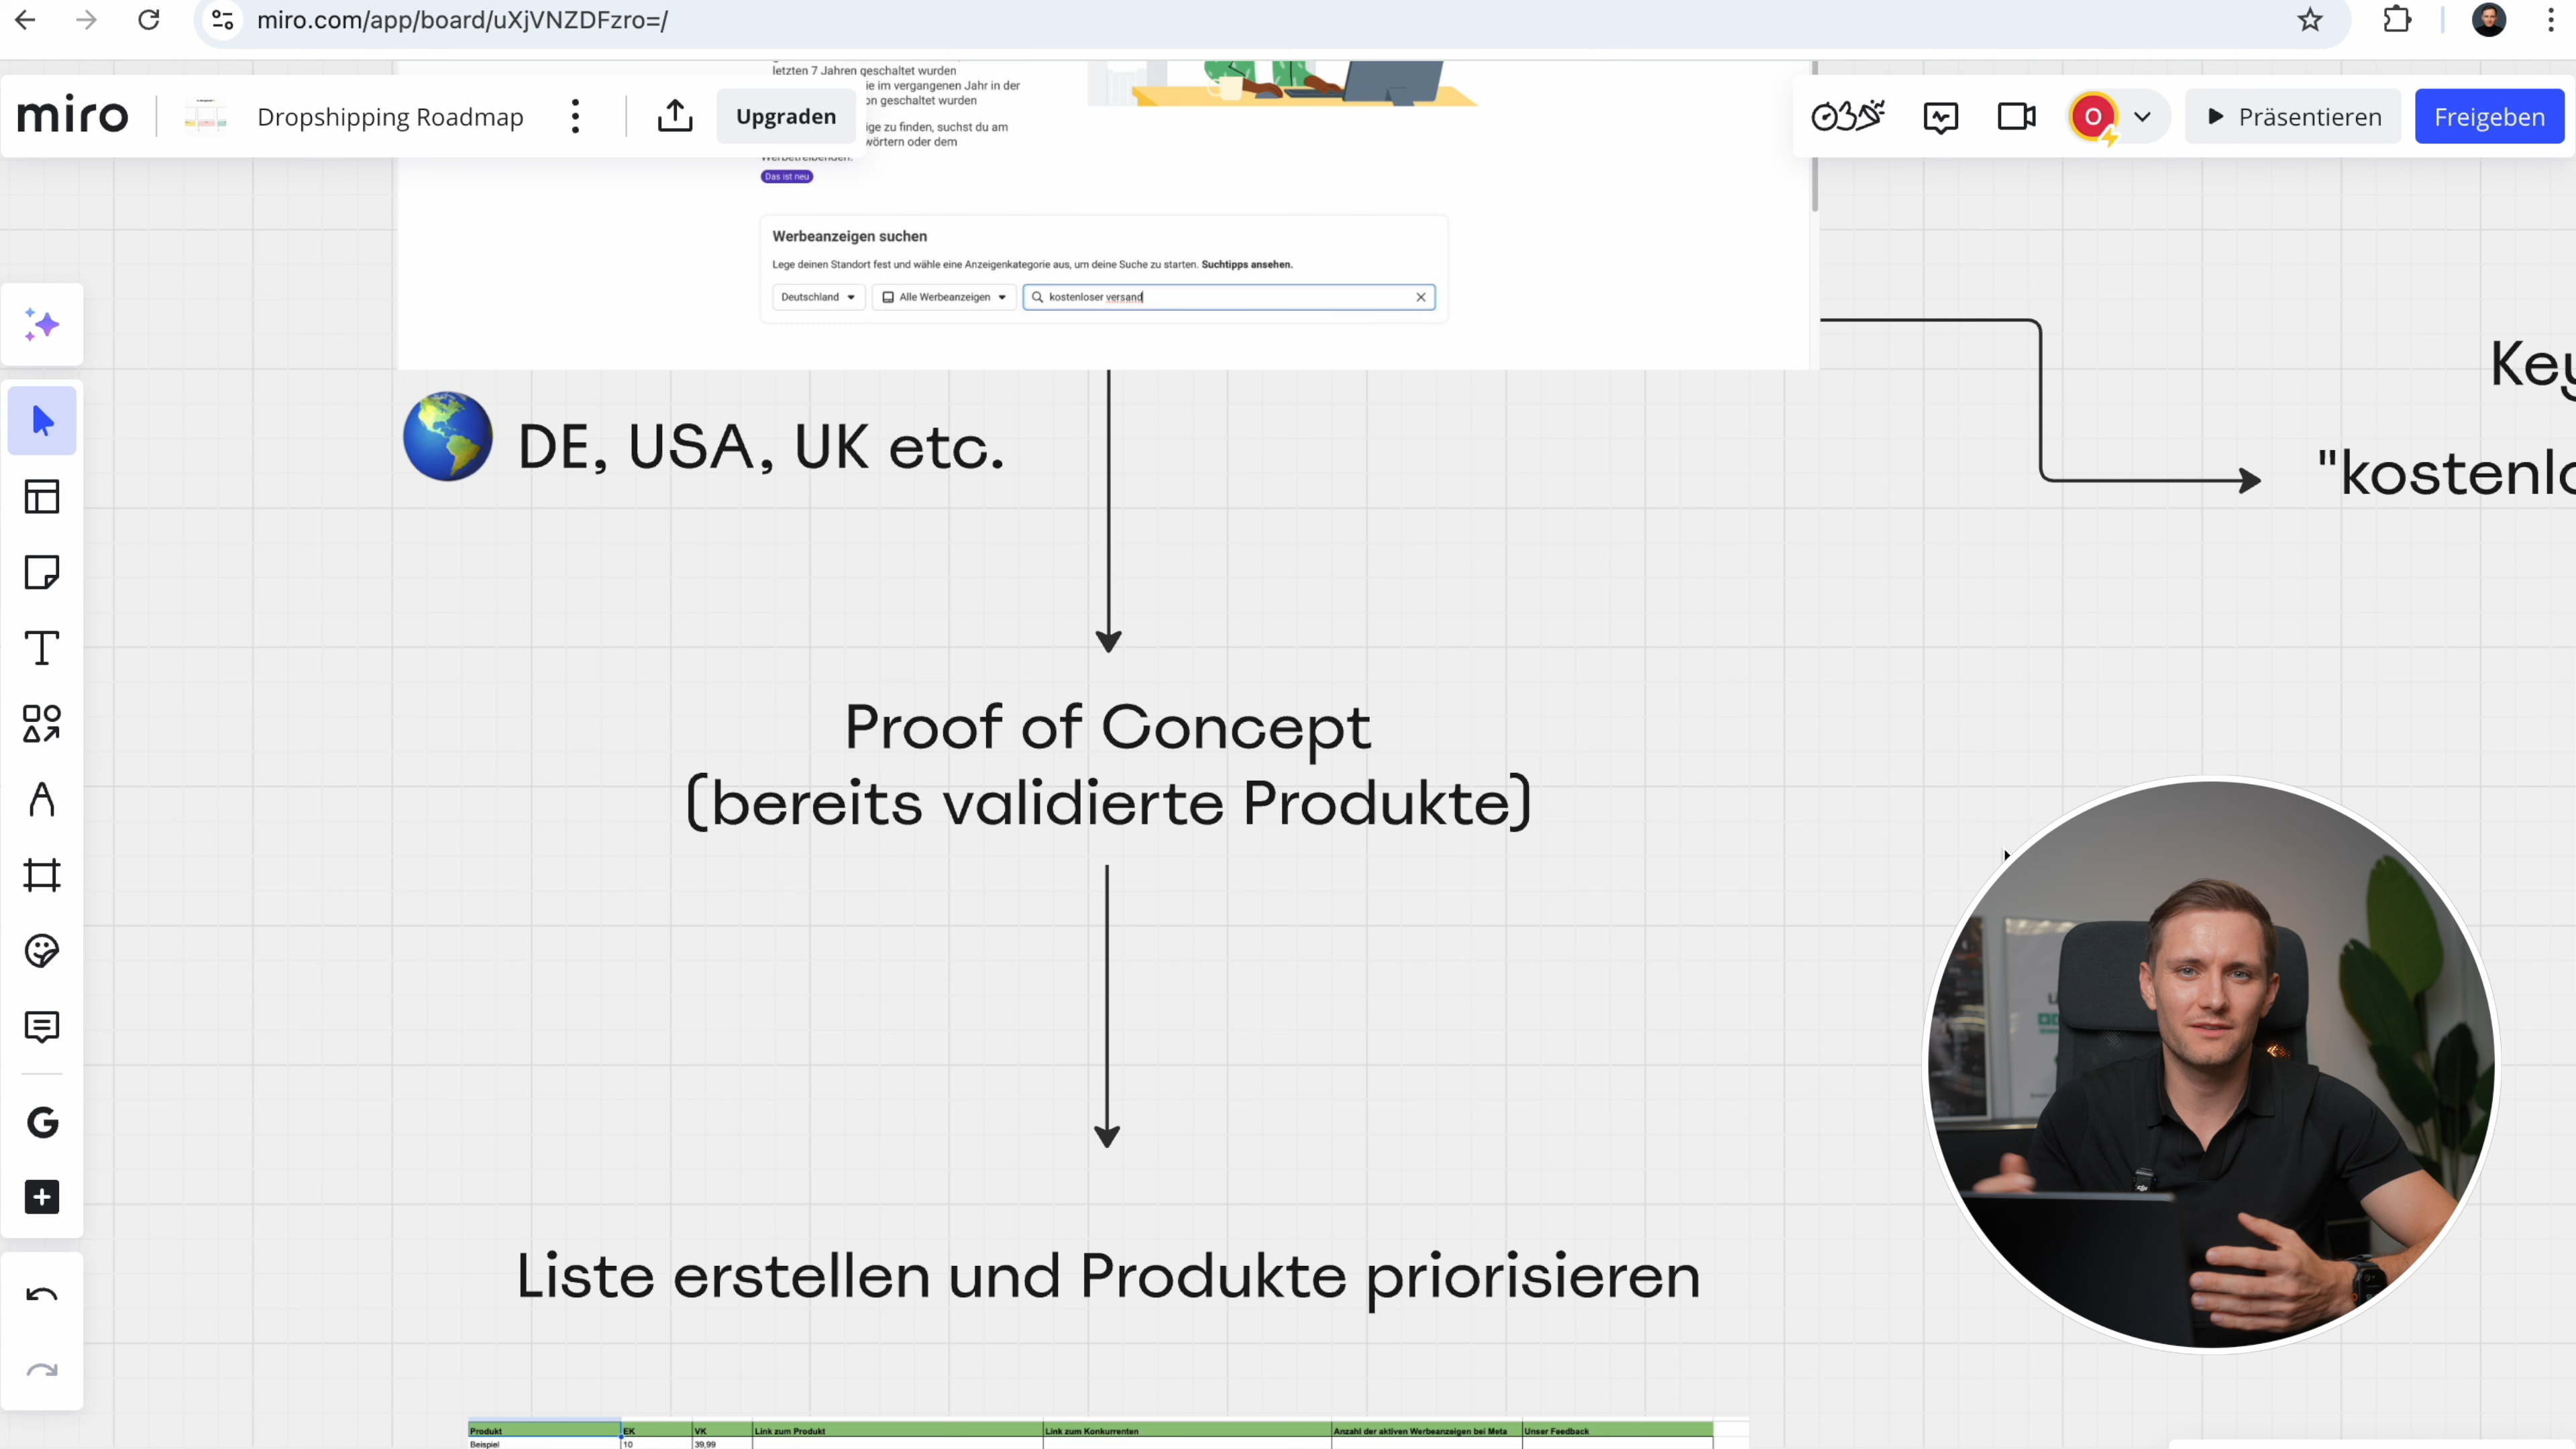 miro.com/app/board/uXjVNZDFzro=/
letzten 7 Jahren geschaltet wurden
ie im vergangenen Jahr in der
on geschaltet wurden
miro
Dropshipping Roadmap
Upgraden
ige zu finden, suchst du am
wörtern oder dem
Werbetreibenden.
Das ist neu
Präsentieren
Freigeben
Werbeanzeigen suchen
Lege deinen Standort fest und wähle eine Anzeigenkategorie aus, um deine Suche zu starten. Suchtipps ansehen.
Deutschland
Alle Werbeanzeigen
kostenloser versand
Key
DE, USA, UK etc.
"kostenlo
Proof of Concept
(bereits validierte Produkte)
Liste erstellen und Produkte priorisieren
Produkt EK VK Link zum Produkt Link zum Konkurrenten Anzahl der aktiven Werbeanzeigen bei Meta Unser Feedback
Beispiel 10 39,99